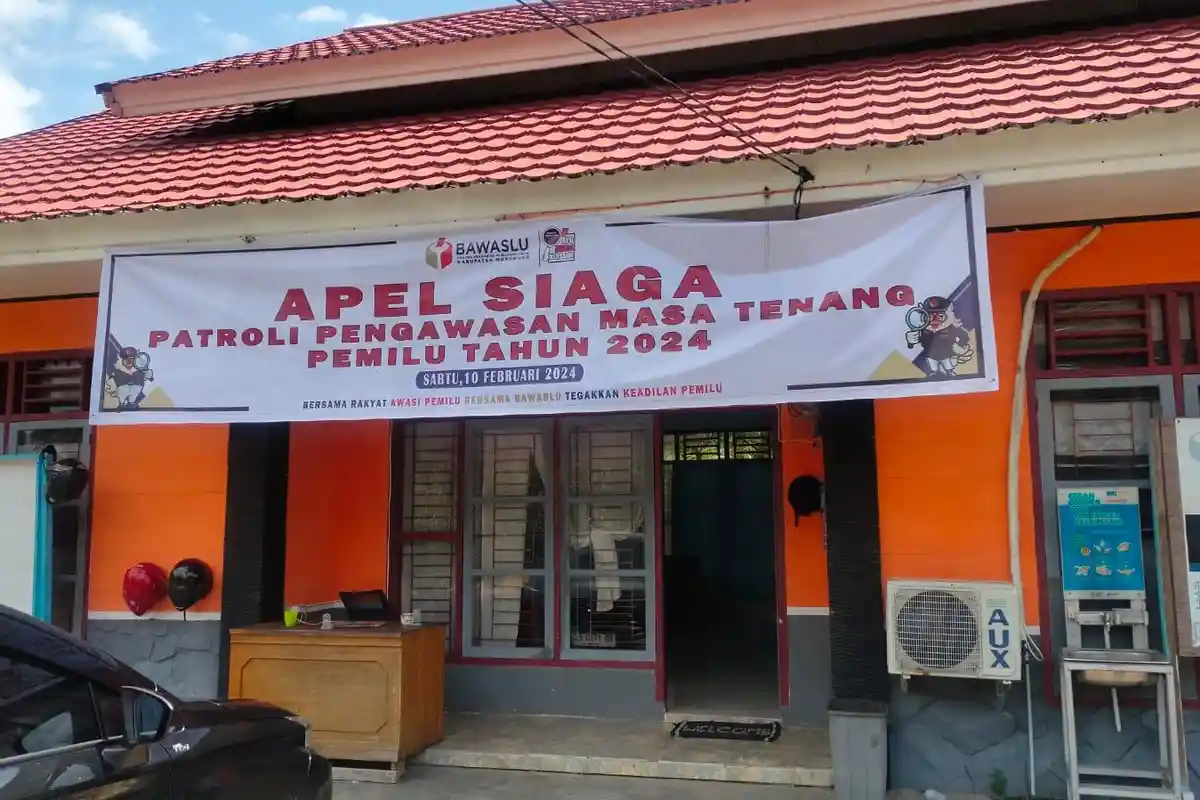 BAWASLU
APEL SIAGA
PATROLI PENGAWASAN MASA TENANG
PEMILU TAHUN 2024
SABTU,10 FEBRUARI 2024
BERSAMA RAKYAT AWASI PEMILU BERSAMA BAWASLU TEGAKKAN KEADILAN PEMILU
AUX
WELCOME